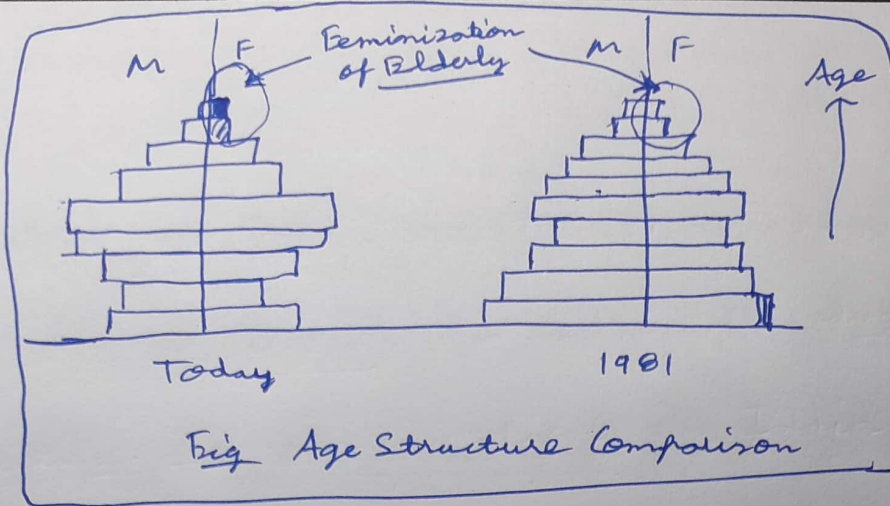 M F
Feminization
of Elderly
M F
Age
Today
1981
Fig Age Structure Comparison